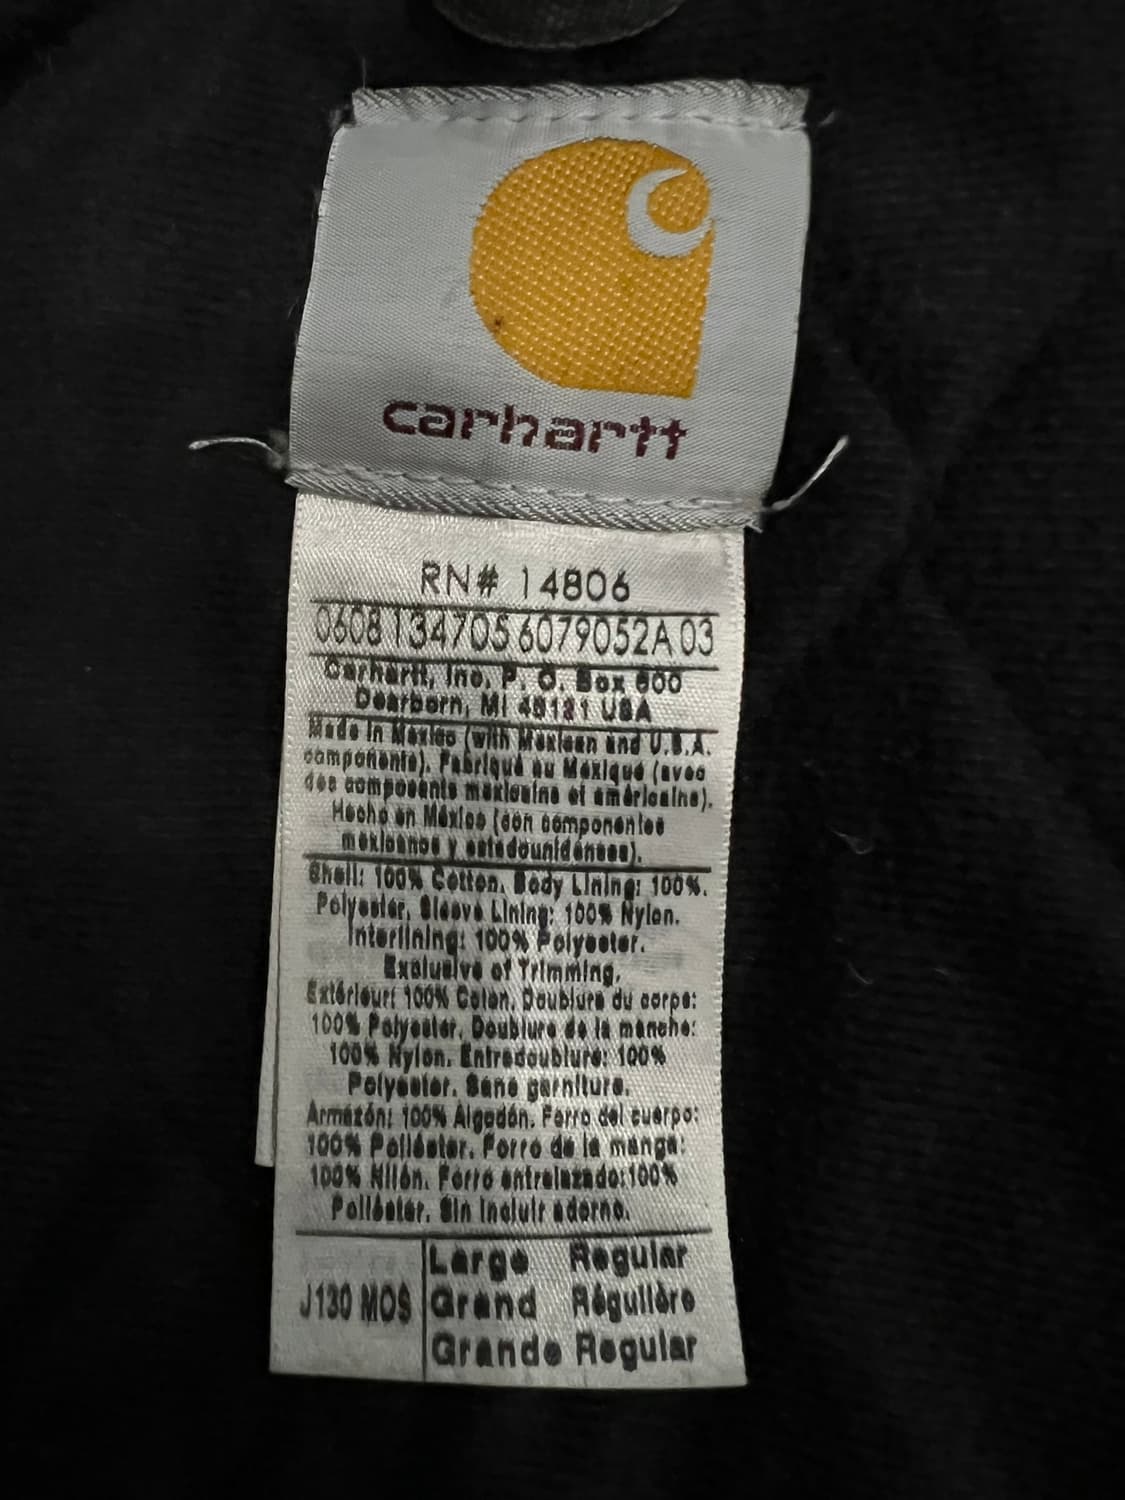 carhartt
RN# 14806
0608 134705 6079052A 03
Carhartt, Inc. P. O. Box 600
Dearborn, MI 48121 USA
Made in Mexico (with Mexican and U.S.A.
components). Fabriqué au Mexique (avec
des composants mexicains et américains).
Hecho en México (con componentes
mexicanos y estadounidenses).
Shell: 100% Cotton. Body Lining: 100%.
Polyester. Sleeve Lining: 100% Nylon.
Interlining: 100% Polyester.
Exclusive of Trimming.
Extérieur: 100% Coton. Doublure du corps:
100% Polyester. Doublure de la manche:
100% Nylon. Entredoublure: 100%
Polyester. Sans garniture.
Armazón: 100% Algodón. Forro del cuerpo:
100% Poliéster. Forro de la manga:
100% Nilón. Forro entrelazado:100%
Poliéster. Sin incluir adorno.
Large Regular
J130 MOS Grand Régulière
Grande Regular